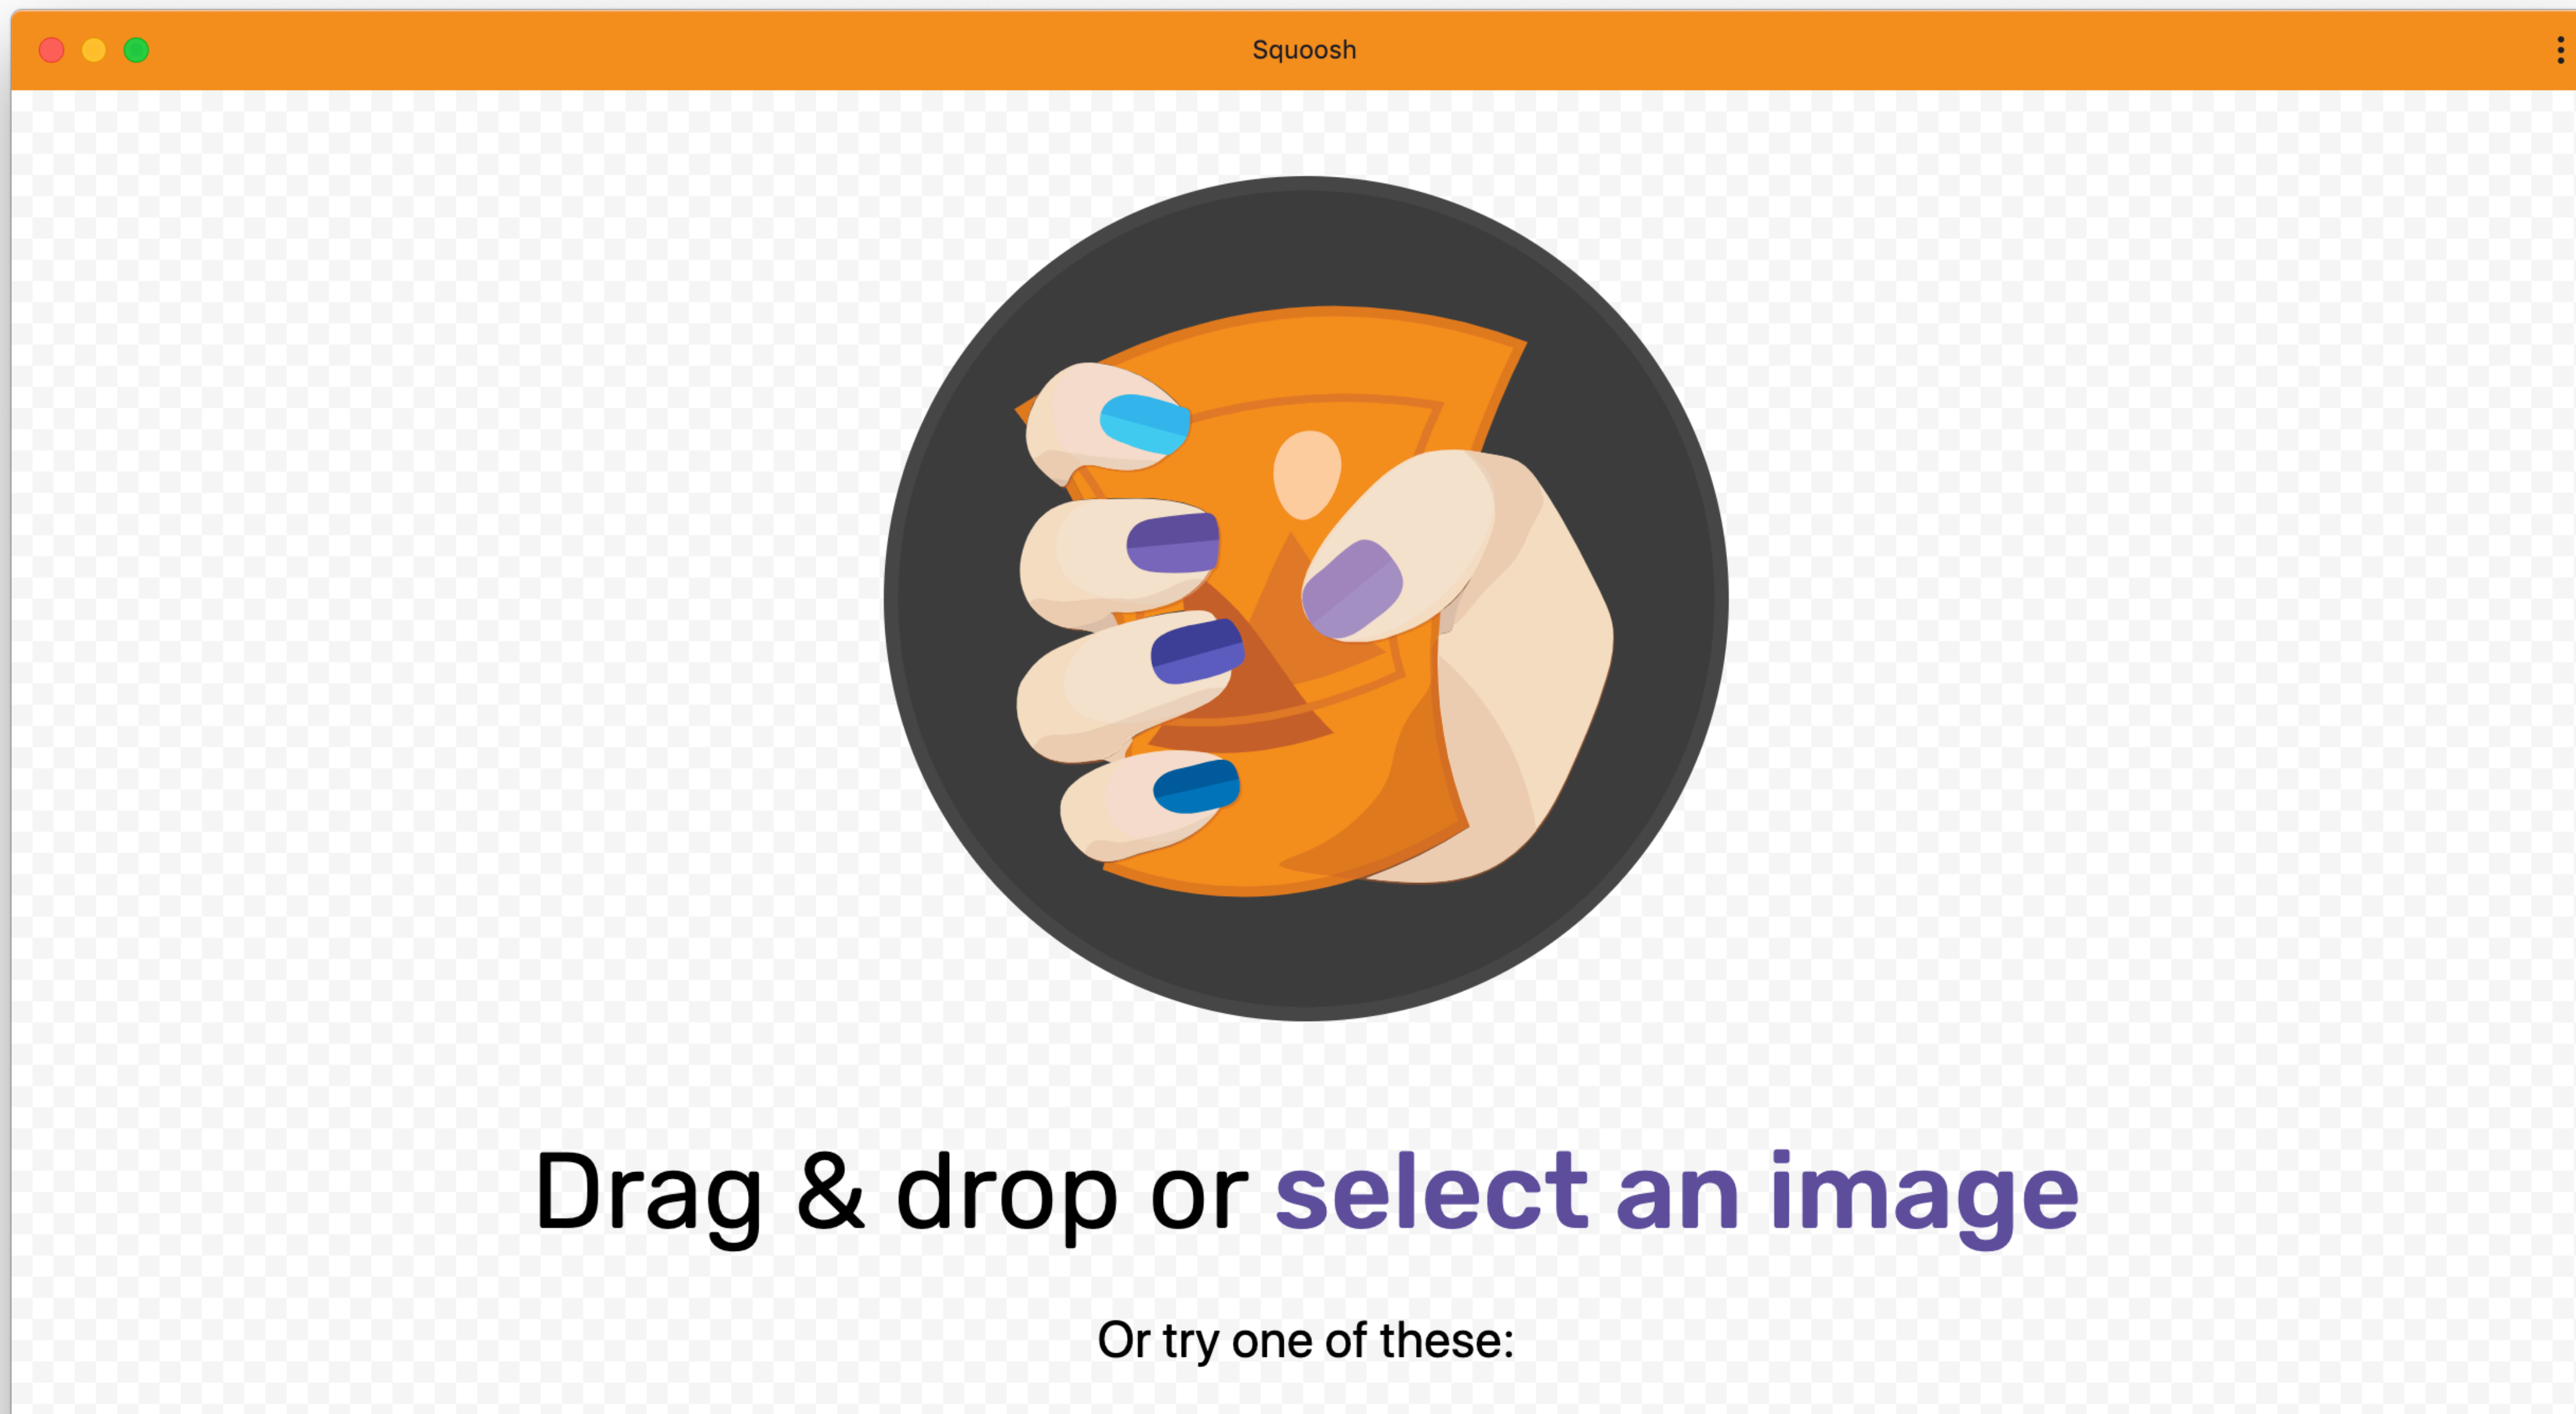 Squoosh
Drag & drop or select an image
Or try one of these: